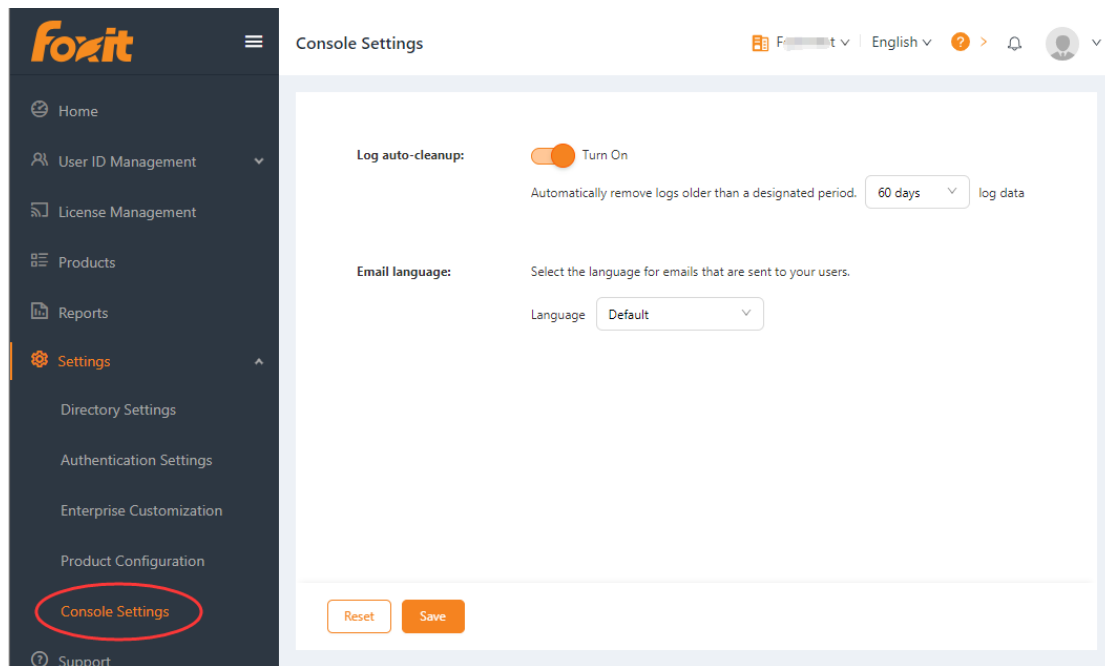 Foxit
Console Settings
English
?
Home
User ID Management
License Management
Products
Reports
Settings
Directory Settings
Authentication Settings
Enterprise Customization
Product Configuration
Console Settings
Support
Log auto-cleanup:
Turn On
Automatically remove logs older than a designated period. 60 days log data
Email language:
Select the language for emails that are sent to your users.
Language Default
Reset
Save